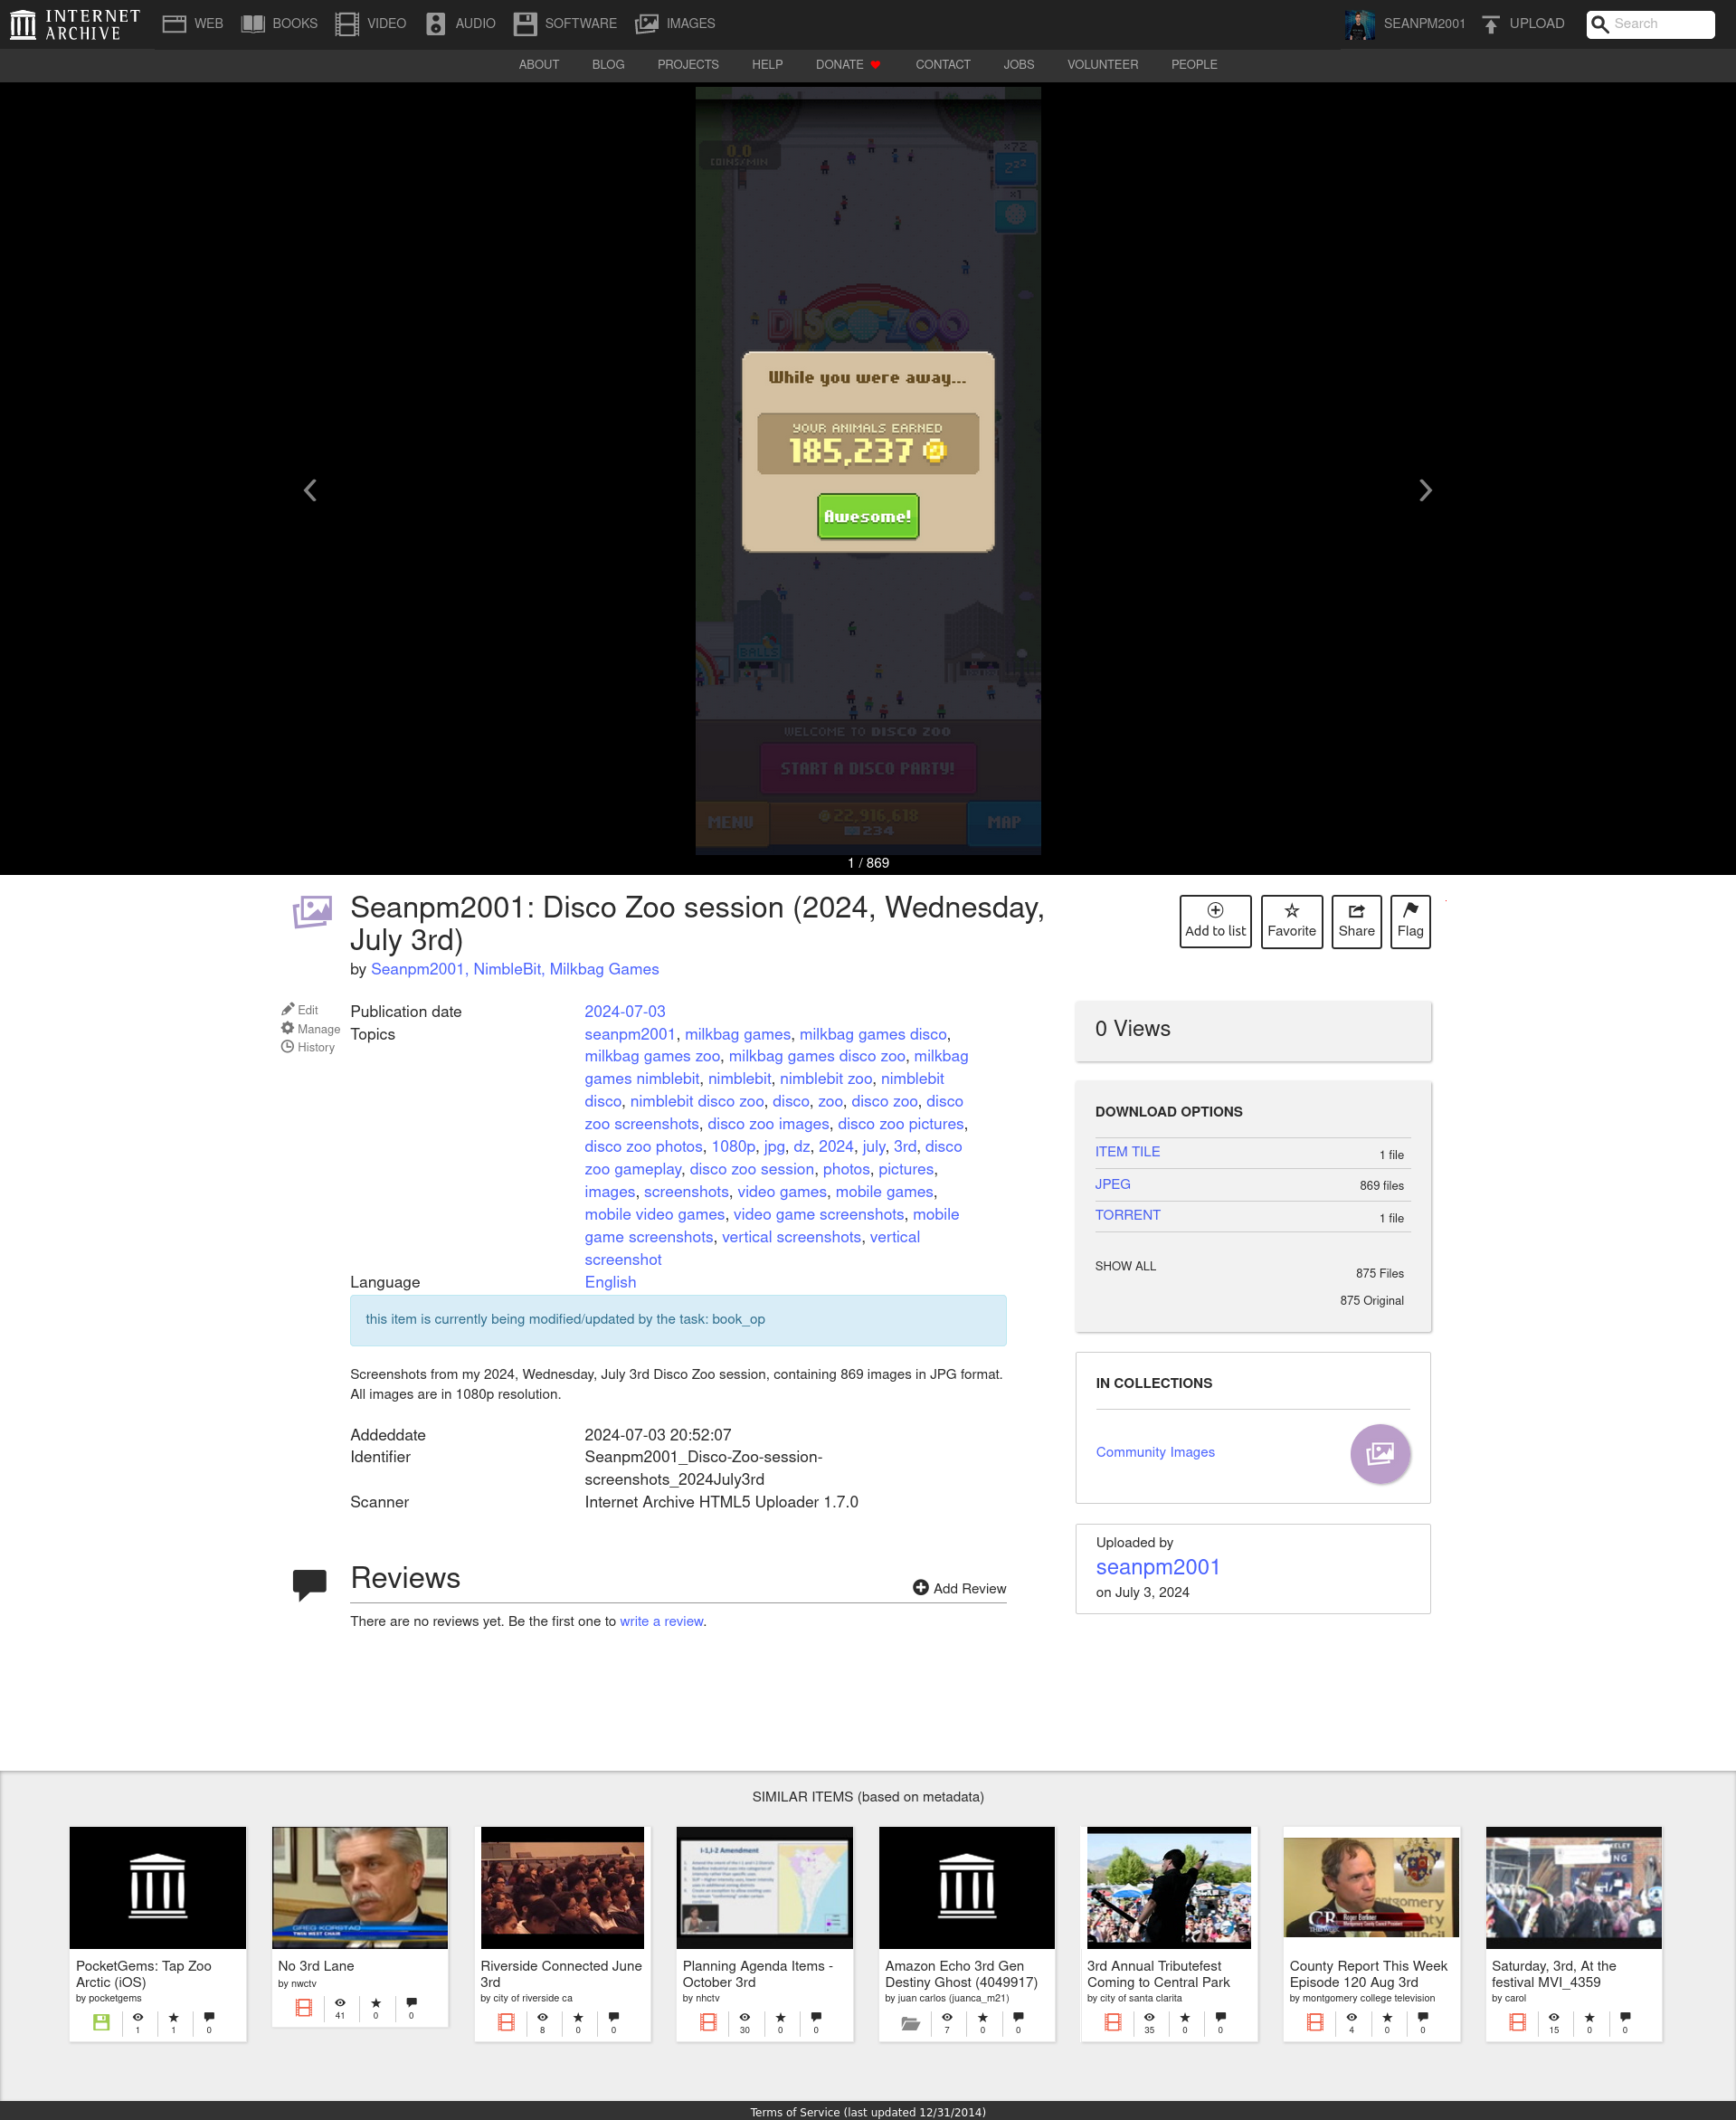 INTERNET ARCHIVE
WEB BOOKS VIDEO AUDIO SOFTWARE IMAGES SEANPM2001 UPLOAD Search
ABOUT BLOG PROJECTS HELP DONATE CONTACT JOBS VOLUNTEER PEOPLE
0.0
COINS/MIN
x72
zzz
x1
DISCO ZOO
While you were away...
YOUR ANIMALS EARNED
185,237
Awesome!
BALLS
WELCOME TO DISCO ZOO
START A DISCO PARTY!
MENU 22,916,618 MAP
234
1 / 869
Seanpm2001: Disco Zoo session (2024, Wednesday,
July 3rd)
by Seanpm2001, NimbleBit, Milkbag Games
Add to list Favorite Share Flag
Edit
Manage
History
Publication date 2024-07-03
Topics seanpm2001, milkbag games, milkbag games disco,
milkbag games zoo, milkbag games disco zoo, milkbag
games nimblebit, nimblebit, nimblebit zoo, nimblebit
disco, nimblebit disco zoo, disco, zoo, disco zoo, disco
zoo screenshots, disco zoo images, disco zoo pictures,
disco zoo photos, 1080p, jpg, dz, 2024, july, 3rd, disco
zoo gameplay, disco zoo session, photos, pictures,
images, screenshots, video games, mobile games,
mobile video games, video game screenshots, mobile
game screenshots, vertical screenshots, vertical
screenshot
Language English
this item is currently being modified/updated by the task: book_op
Screenshots from my 2024, Wednesday, July 3rd Disco Zoo session, containing 869 images in JPG format.
All images are in 1080p resolution.
Addeddate 2024-07-03 20:52:07
Identifier Seanpm2001_Disco-Zoo-session-
screenshots_2024July3rd
Scanner Internet Archive HTML5 Uploader 1.7.0
Reviews
Add Review
There are no reviews yet. Be the first one to write a review.
0 Views
DOWNLOAD OPTIONS
ITEM TILE 1 file
JPEG 869 files
TORRENT 1 file
SHOW ALL 875 Files
875 Original
IN COLLECTIONS
Community Images
Uploaded by
seanpm2001
on July 3, 2024
SIMILAR ITEMS (based on metadata)
PocketGems: Tap Zoo
Arctic (iOS)
by pocketgems
1 1 0
GREG KORSTAD
TWIN WEST CHAIR
No 3rd Lane
by nwctv
41 0 0
Riverside Connected June
3rd
by city of riverside ca
8 0 0
I-1,I-2 Amendment
Planning Agenda Items -
October 3rd
by nhctv
30 0 0
Amazon Echo 3rd Gen
Destiny Ghost (4049917)
by juan carlos (juanca_m21)
7 0 0
3rd Annual Tributefest
Coming to Central Park
by city of santa clarita
35 0 0
County Report This Week
Episode 120 Aug 3rd
by montgomery college television
4 0 0
Saturday, 3rd, At the
festival MVI_4359
by carol
15 0 0
Terms of Service (last updated 12/31/2014)